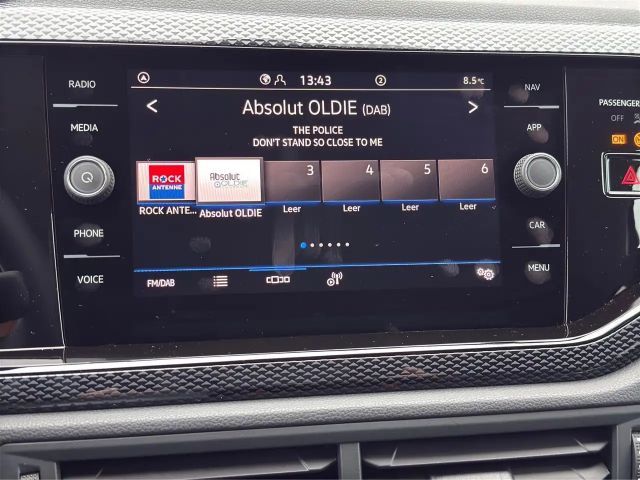 RADIO
MEDIA
PHONE
VOICE
13:43
2
8.5°C
Absolut OLDIE (DAB)
THE POLICE
DON'T STAND SO CLOSE TO ME
ROCK ANTENNE
Absolut OLDIE
3 4 5 6
ROCK ANTE... Absolut OLDIE Leer Leer Leer Leer
FM/DAB
NAV
APP
CAR
MENU
PASSENGER
OFF
ON